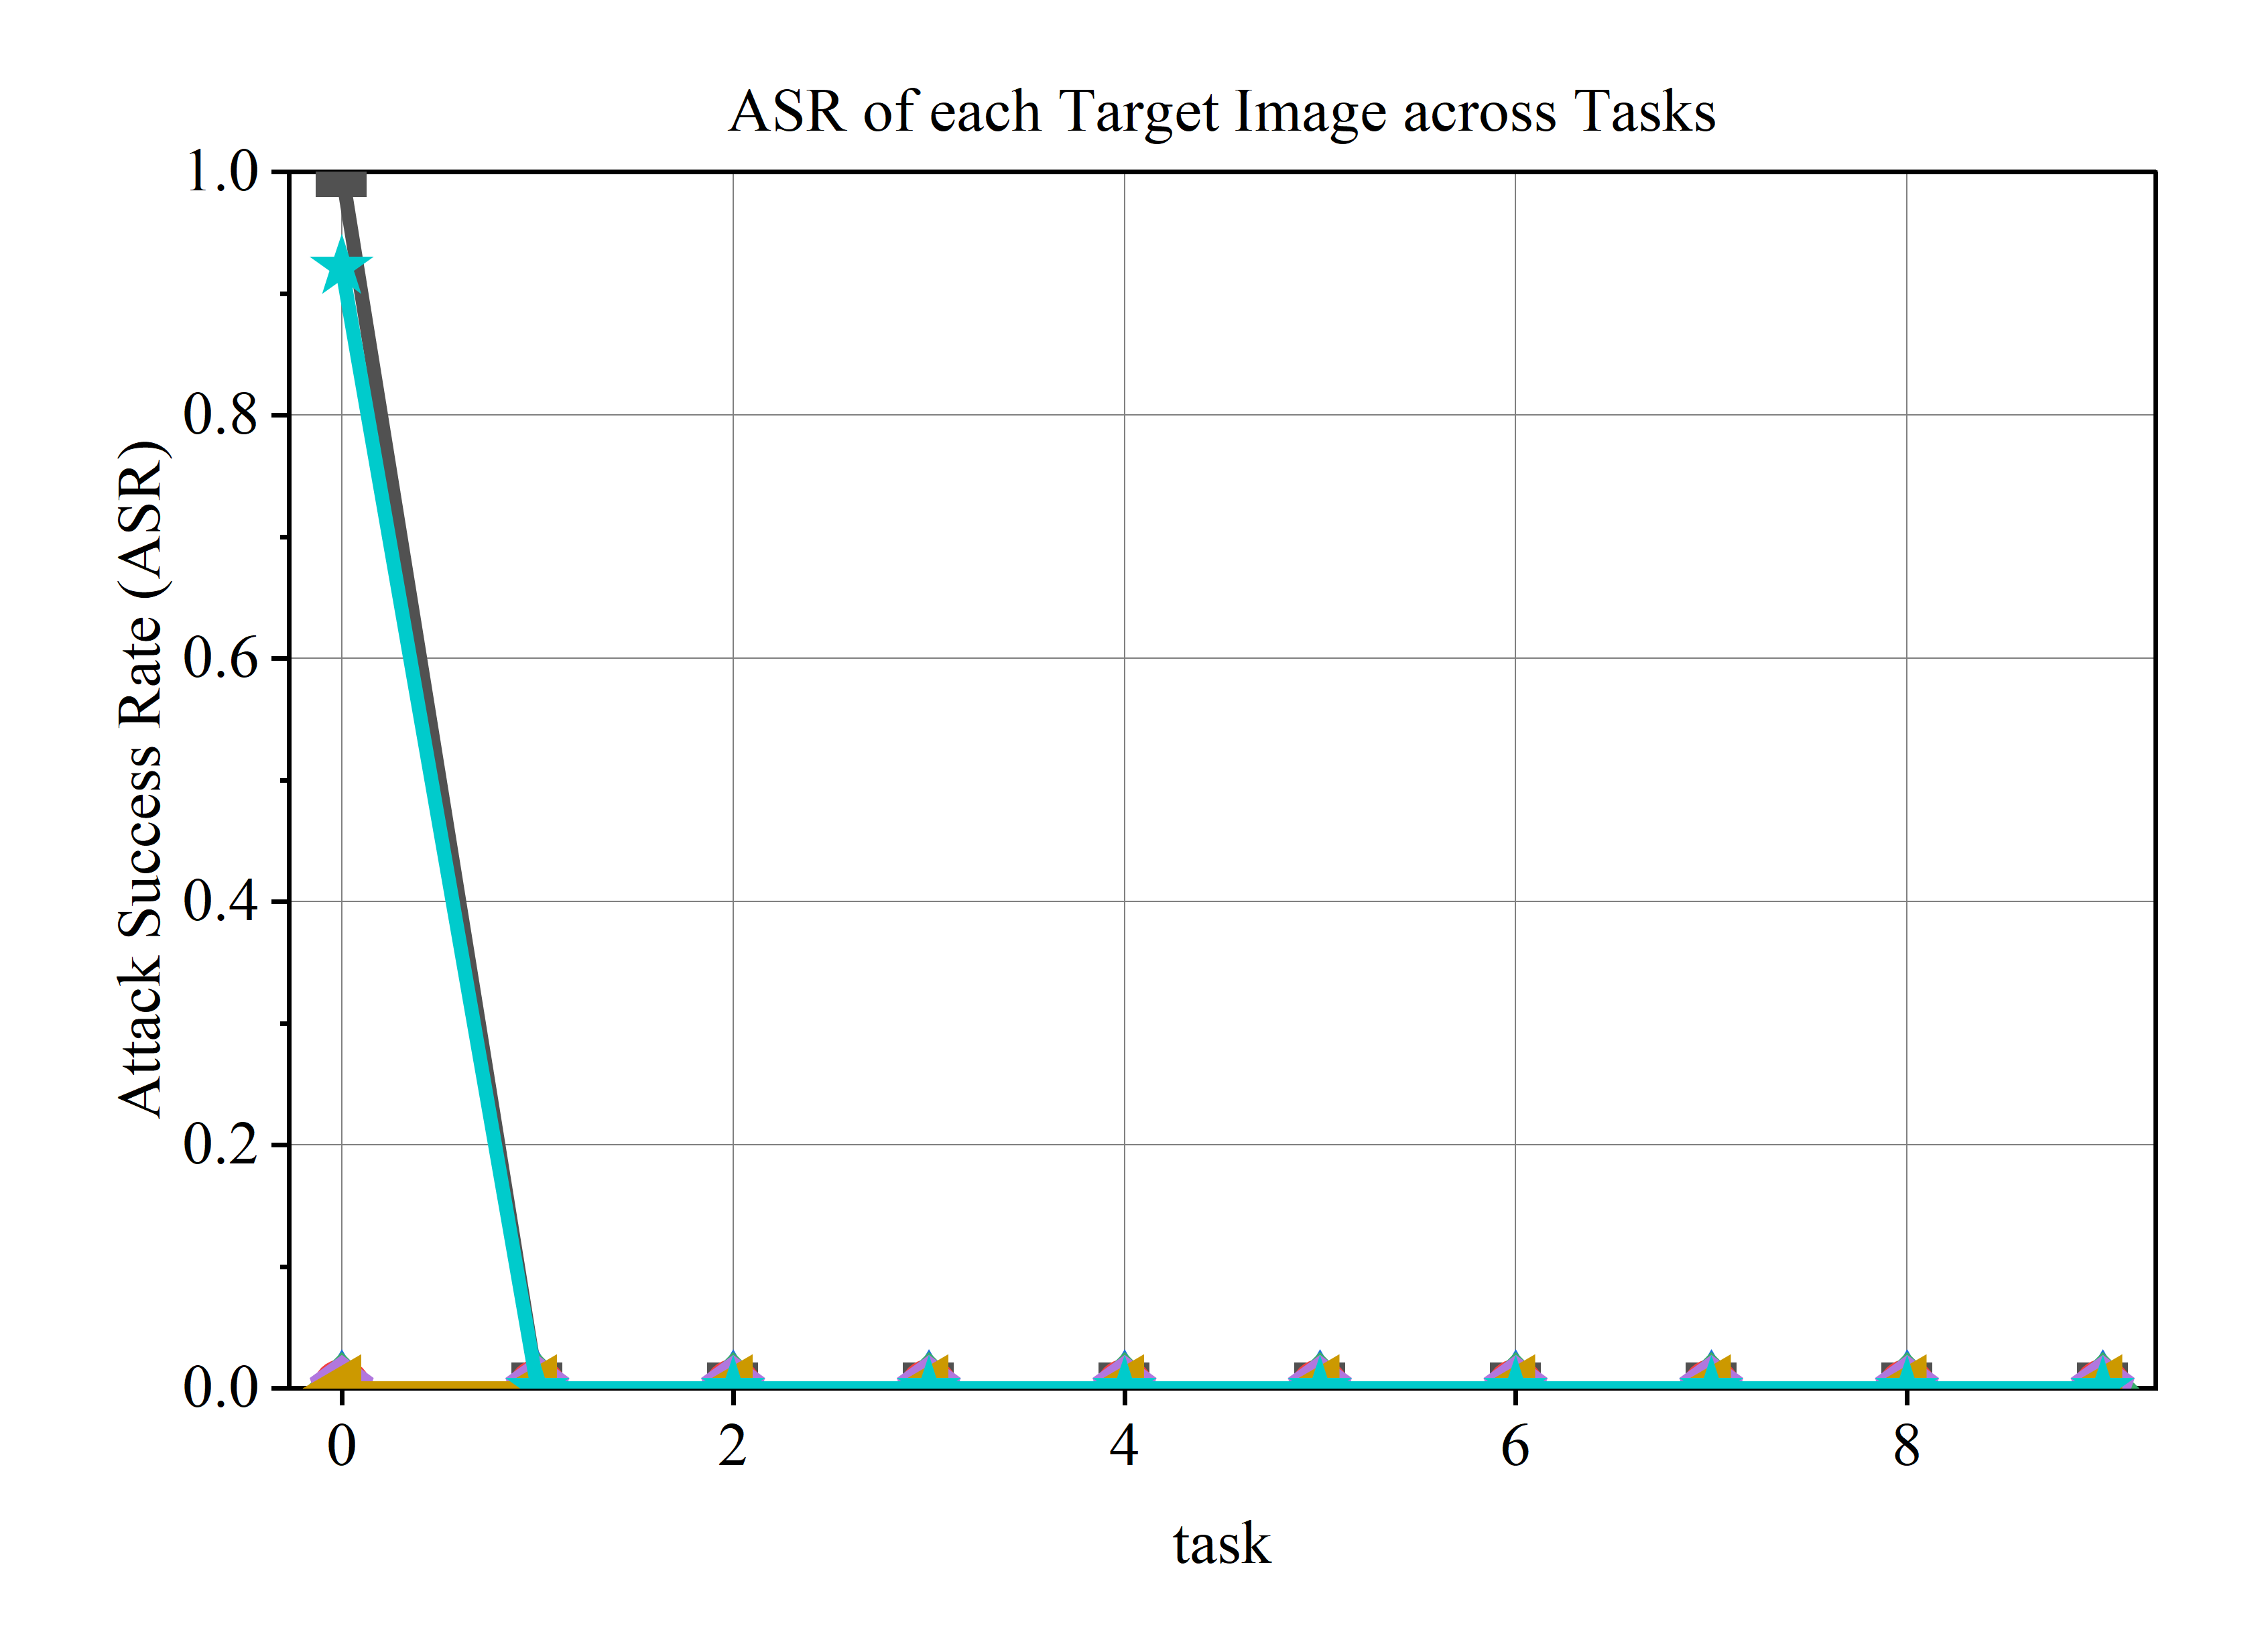 ASR of each Target Image across Tasks
1.0
0.8
0.6
0.4
0.2
0.0
Attack Success Rate (ASR)
0 2 4 6 8
task